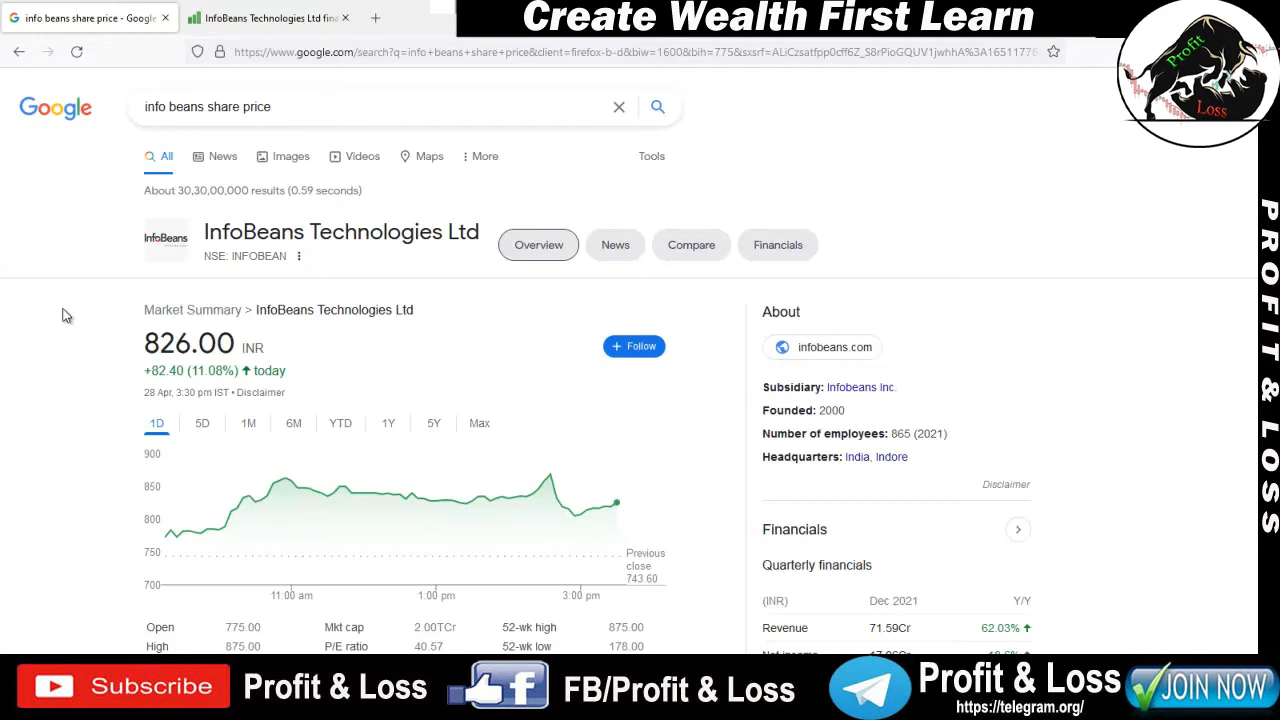 Create Wealth First Learn
info beans share price - Google
InfoBeans Technologies Ltd fina
https://www.google.com/search?q=info+beans+share+price&client=firefox-b-d&biw=1600&bih=775&sxsrf=
Profit
Loss
Google
info beans share price
All News Images Videos Maps More Tools
About 30,30,00,000 results (0.59 seconds)
InfoBeans
InfoBeans Technologies Ltd
NSE: INFOBEAN
Overview News Compare Financials
Market Summary > InfoBeans Technologies Ltd
826.00 INR
+82.40 (11.08%) today
28 Apr, 3:30 pm IST • Disclaimer
+ Follow
1D 5D 1M 6M YTD 1Y 5Y Max
900
850
800
750
700
Previous
close
743.60
11:00 am 1:00 pm 3:00 pm
Open 775.00 Mkt cap 2.00TCr 52-wk high 875.00
High 875.00 P/E ratio 40.57 52-wk low 178.00
About
infobeans.com
Subsidiary: Infobeans Inc.
Founded: 2000
Number of employees: 865 (2021)
Headquarters: India, Indore
Disclaimer
Financials
Quarterly financials
(INR) Dec 2021 Y/Y
Revenue 71.59Cr 62.03%
PROFIT & LOSS
Subscribe
Profit & Loss
FB/Profit & Loss
Profit & Loss
https://telegram.org/
JOIN NOW